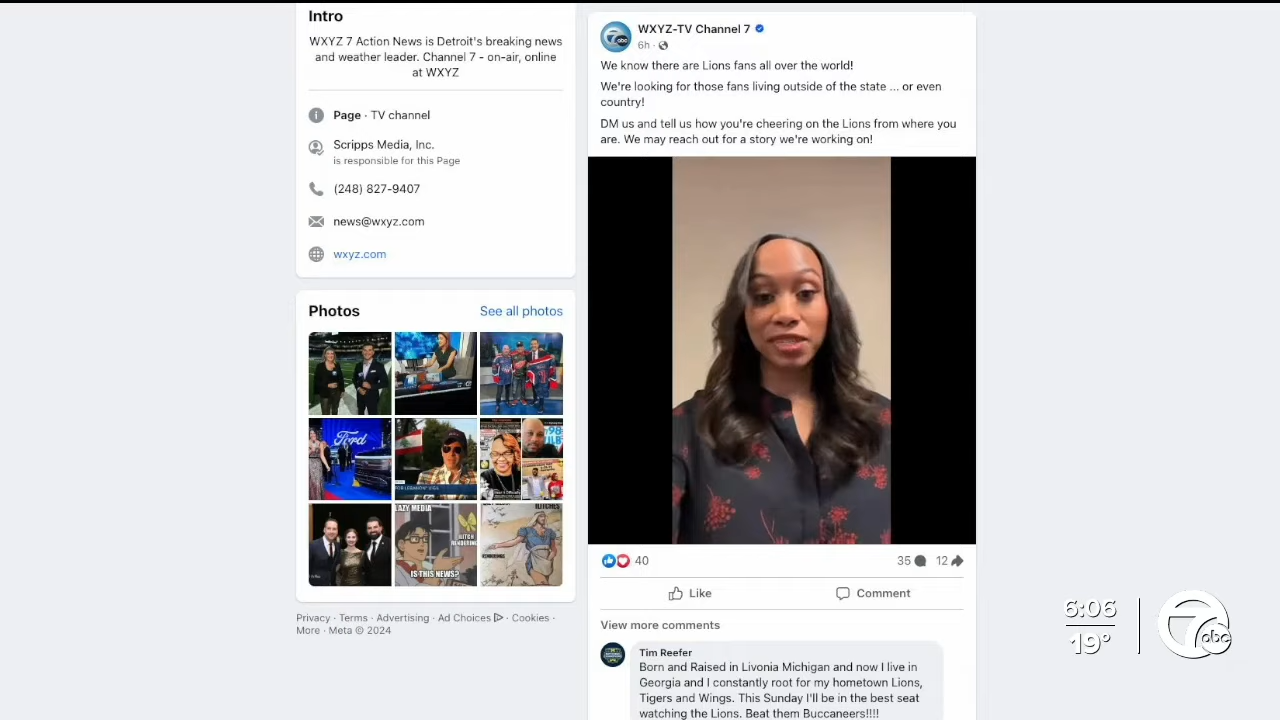 Intro
WXYZ 7 Action News is Detroit's breaking news
and weather leader. Channel 7 - on-air, online
at WXYZ
Page · TV channel
Scripps Media, Inc.
is responsible for this Page
(248) 827-9407
news@wxyz.com
wxyz.com
Photos
See all photos
Ford
LAZY MEDIA
IS THIS NEWS?
Privacy · Terms · Advertising · Ad Choices · Cookies ·
More · Meta © 2024
WXYZ-TV Channel 7
6h ·
We know there are Lions fans all over the world!
We're looking for those fans living outside of the state ... or even
country!
DM us and tell us how you're cheering on the Lions from where you
are. We may reach out for a story we're working on!
40
35
12
Like
Comment
View more comments
Tim Reefer
Born and Raised in Livonia Michigan and now I live in
Georgia and I constantly root for my hometown Lions,
Tigers and Wings. This Sunday I'll be in the best seat
watching the Lions. Beat them Buccaneers!!!!
6:06
19°
7
abc